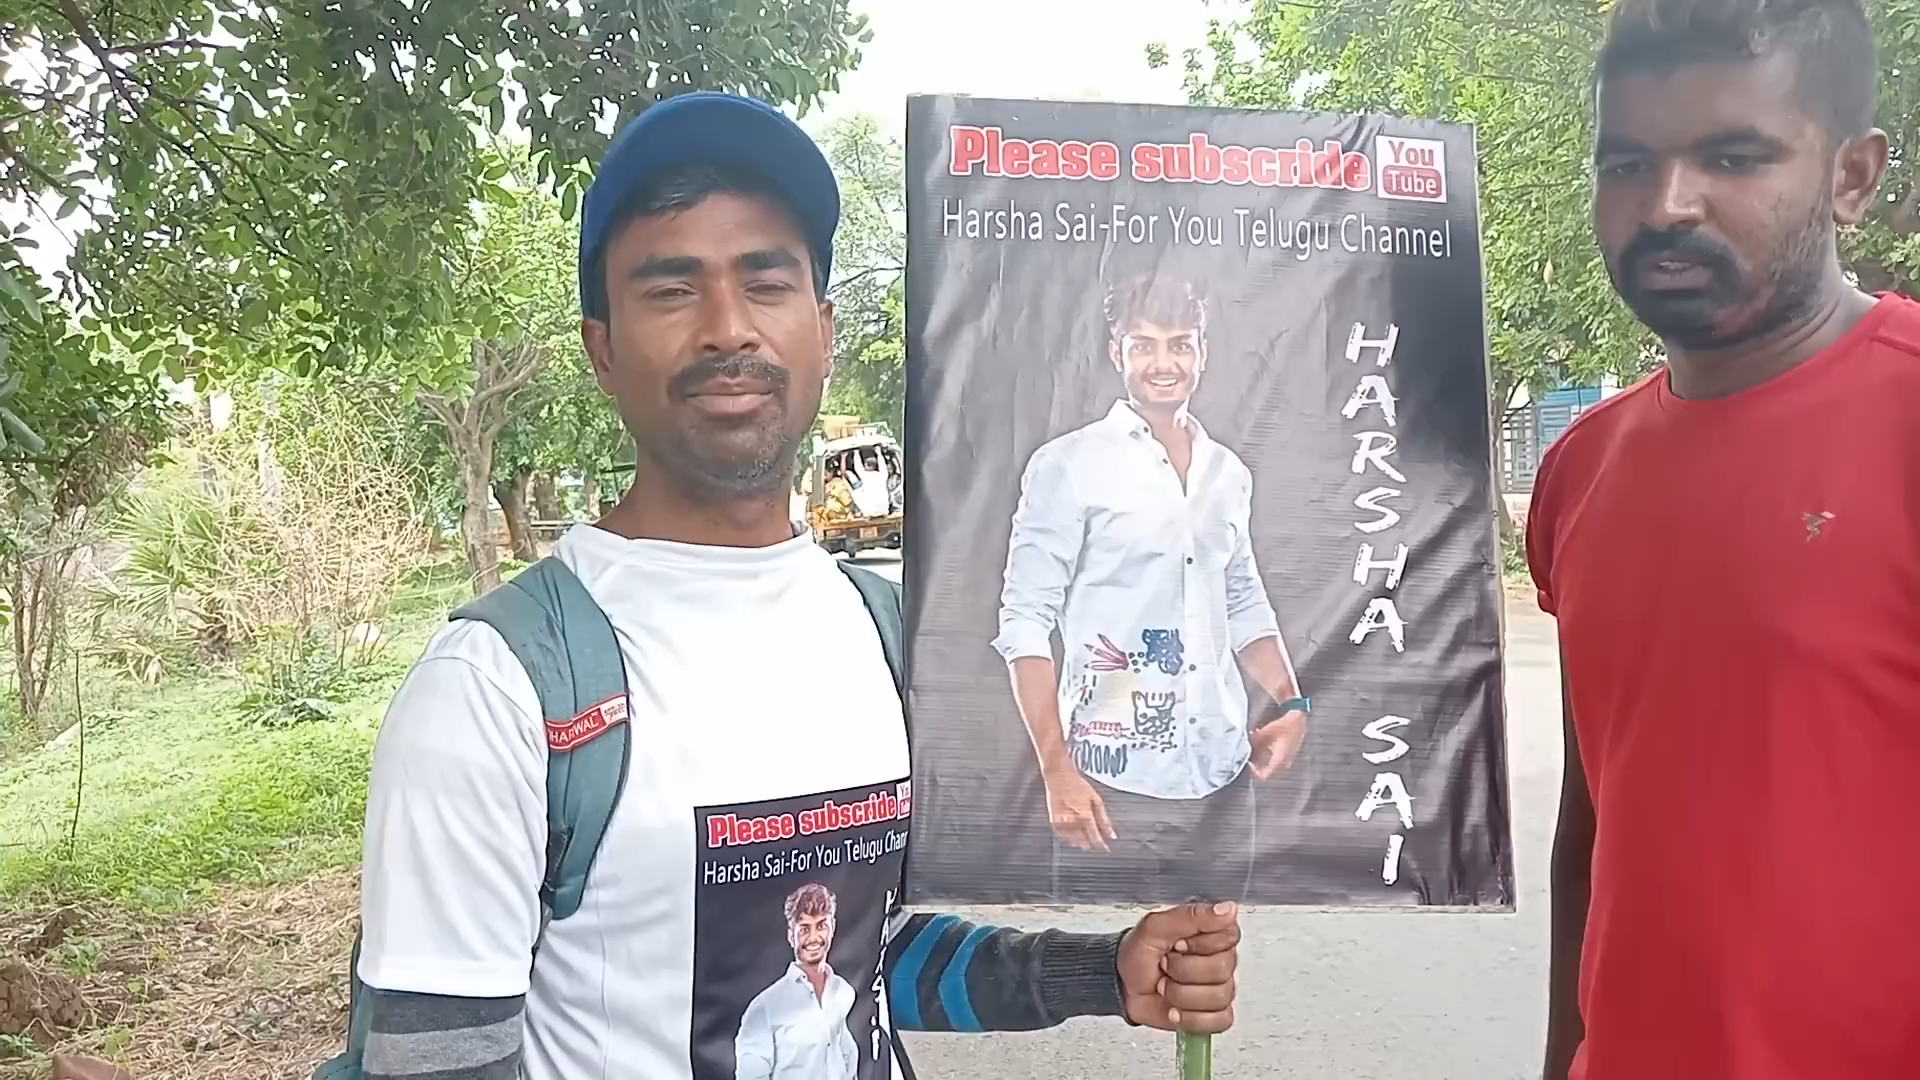 Please subscride You Tube
Harsha Sai-For You Telugu Channel
HARSHA SAI
Please subscride You
Harsha Sai-For You Telugu